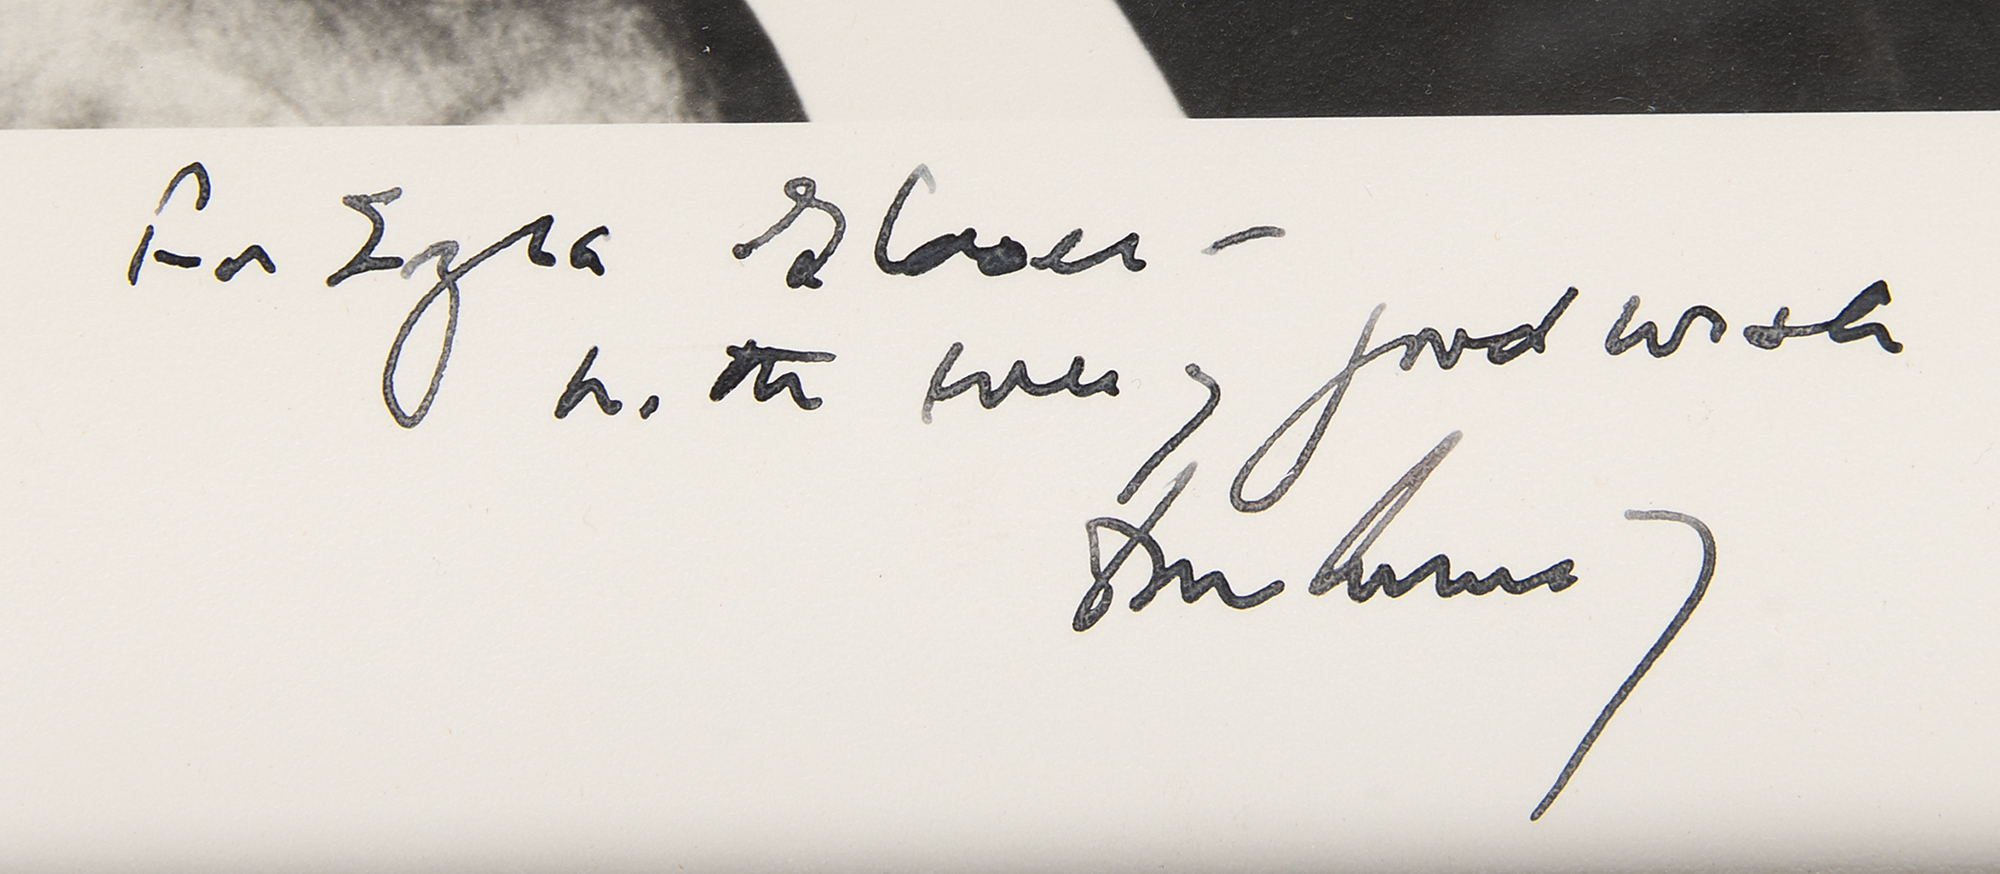 For Ezra Glaser –
with every good wish